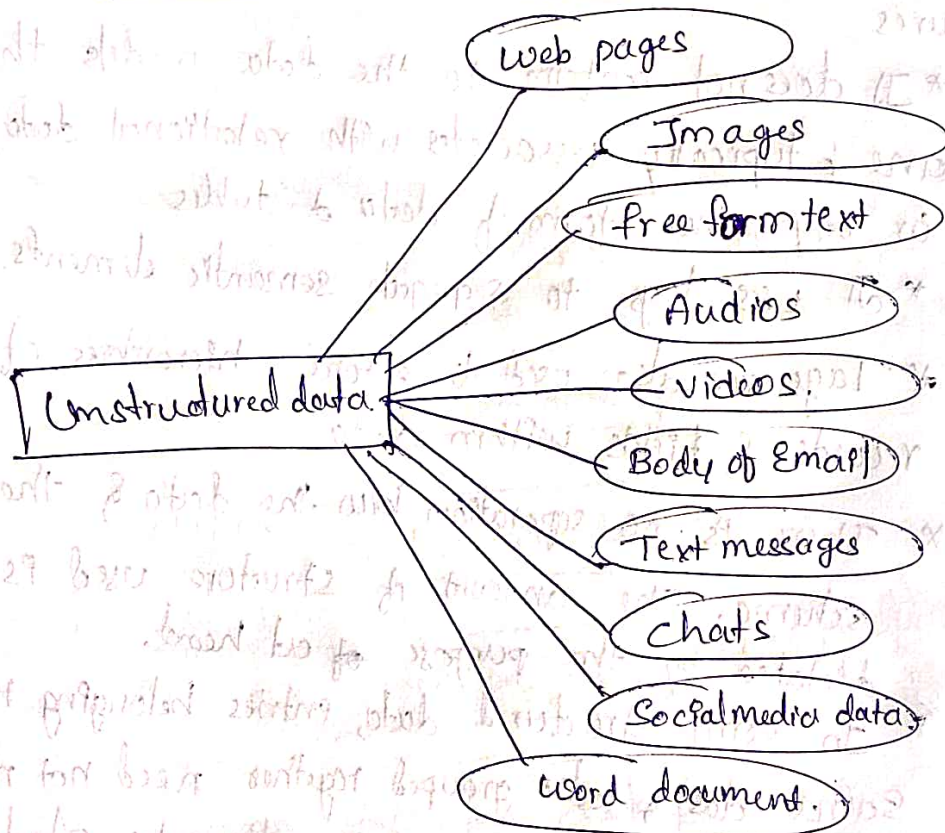 Web pages
Images
free form text
Audios
Unstructured data.
Videos.
Body of Email
Text messages
Chats
Socialmedia data.
Word document.